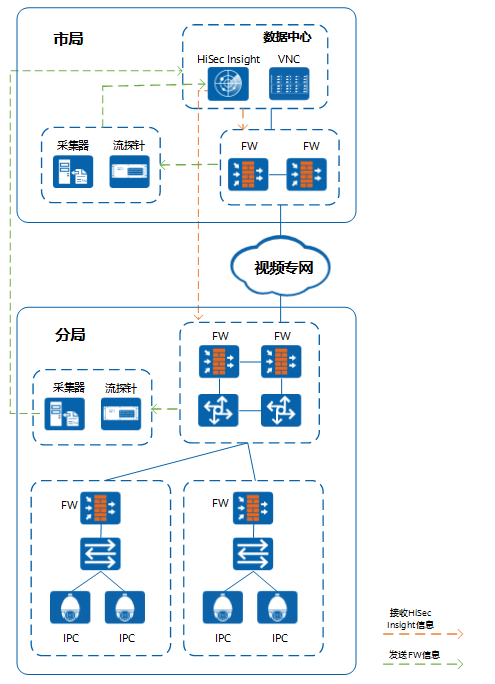 市局
数据中心
HiSec Insight
VNC
采集器
流探针
FW
FW
视频专网
分局
FW
FW
采集器
流探针
FW
FW
IPC
IPC
IPC
IPC
接收HiSec
Insight信息
发送FW信息